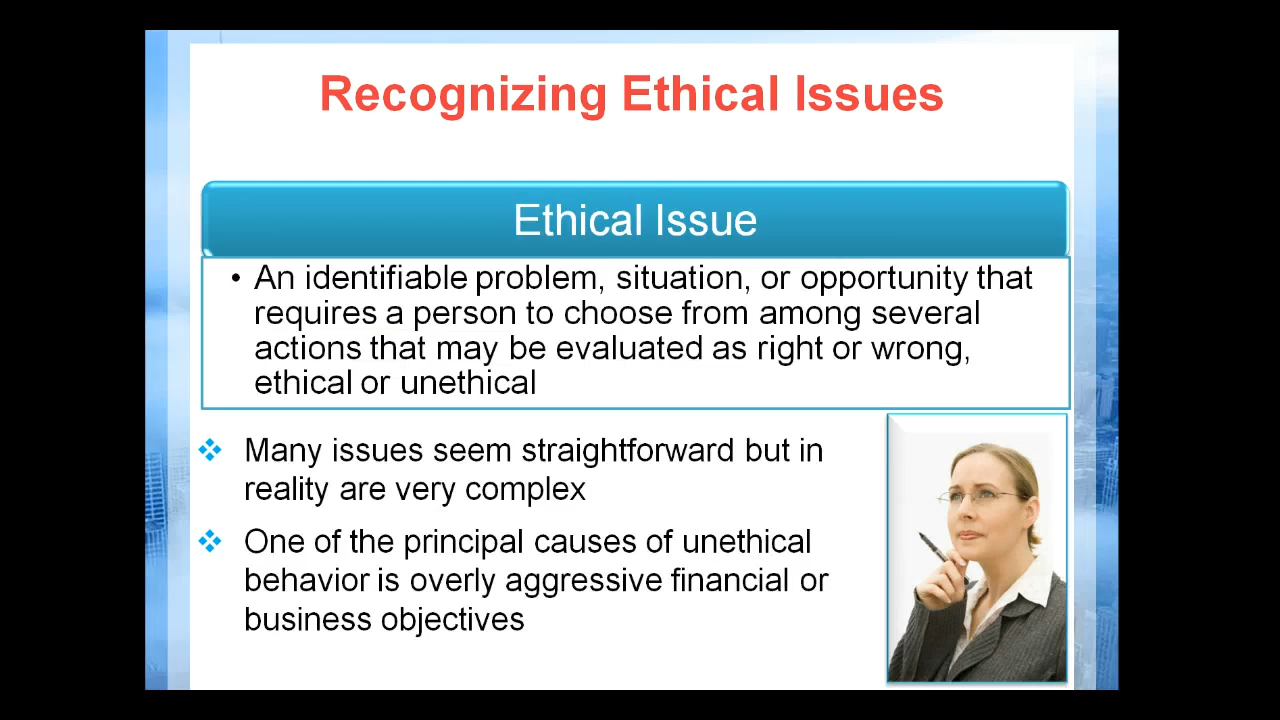 Recognizing Ethical Issues
Ethical Issue
• An identifiable problem, situation, or opportunity that
requires a person to choose from among several
actions that may be evaluated as right or wrong,
ethical or unethical
❖ Many issues seem straightforward but in
reality are very complex
❖ One of the principal causes of unethical
behavior is overly aggressive financial or
business objectives